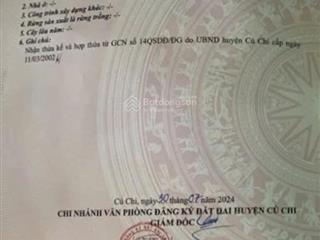 2. Nhà ở: -/-
3. Công trình xây dựng khác: -/-
4. Rừng sản xuất là rừng trồng: -/-
5. Cây lâu năm: -/-
6. Ghi chú:
Nhận thừa kế và hợp thửa từ GCN số 14QSDĐ/ĐG do UBND huyện Củ Chi cấp ngày
11/03/2002
Batdongsan
Củ Chi, ngày 30 tháng 07 năm 2024
CHI NHÁNH VĂN PHÒNG ĐĂNG KÝ ĐẤT ĐAI HUYỆN CỦ CHI
GIÁM ĐỐC